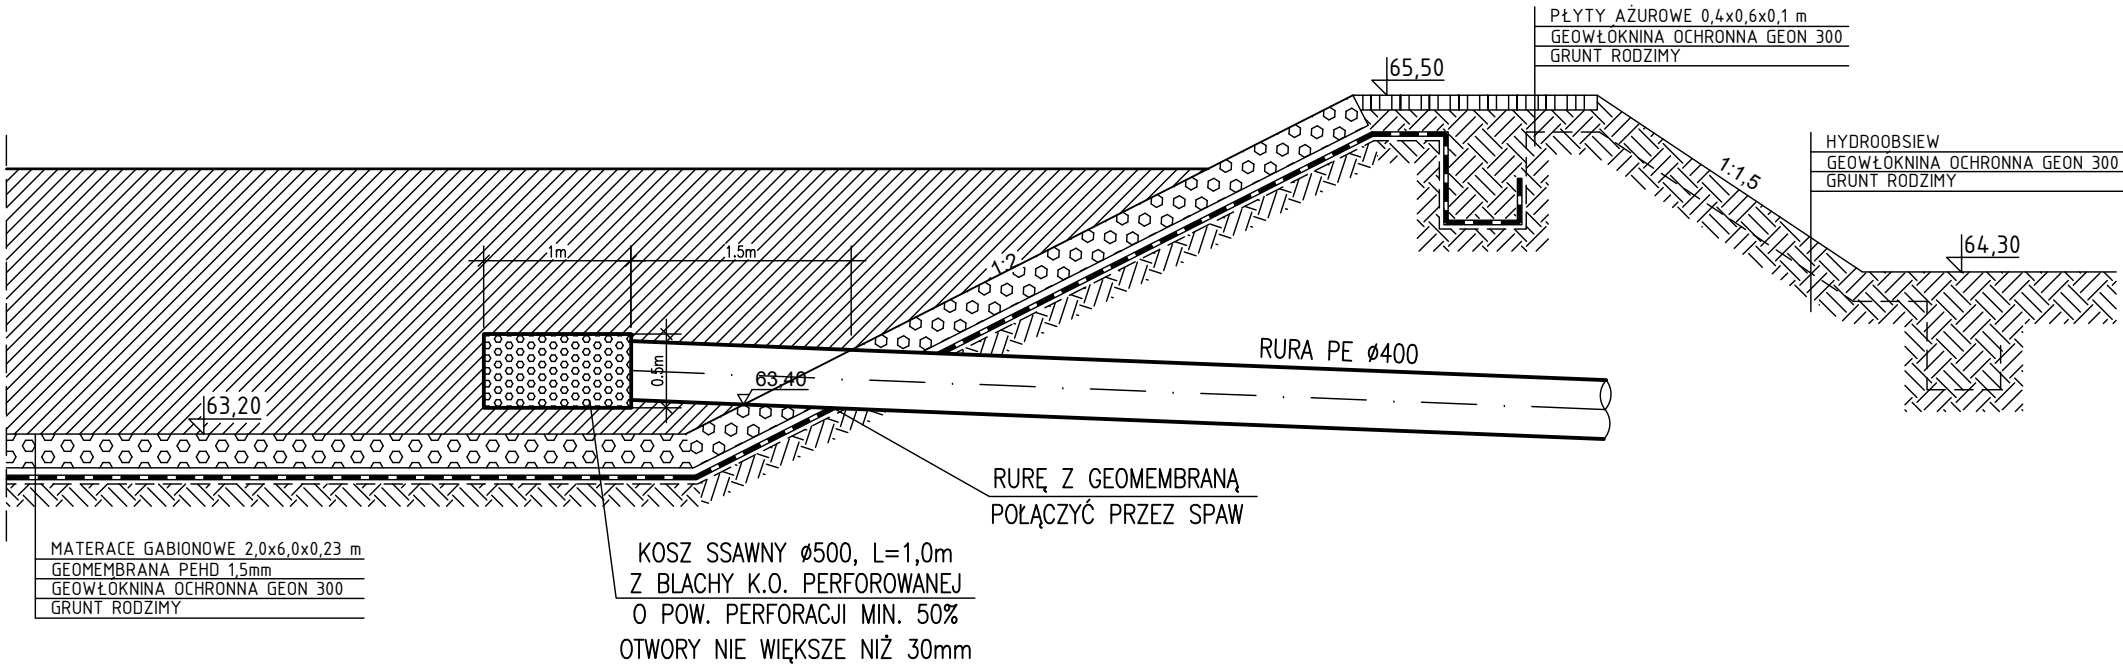 PŁYTY AŻUROWE 0,4x0,6x0,1 m
GEOWŁÓKNINA OCHRONNA GEON 300
GRUNT RODZIMY
65,50
HYDROOBSIEW
GEOWŁÓKNINA OCHRONNA GEON 300
GRUNT RODZIMY
1:1,5
64,30
1m
1.5m
1:2
RURA PE ø400
0.5m
63,40
63,20
RURĘ Z GEOMEMBRANĄ
POŁĄCZYĆ PRZEZ SPAW
MATERACE GABIONOWE 2,0x6,0x0,23 m
GEOMEMBRANA PEHD 1,5mm
GEOWŁÓKNINA OCHRONNA GEON 300
GRUNT RODZIMY
KOSZ SSAWNY ø500, L=1,0m
Z BLACHY K.O. PERFOROWANEJ
O POW. PERFORACJI MIN. 50%
OTWORY NIE WIĘKSZE NIŻ 30mm